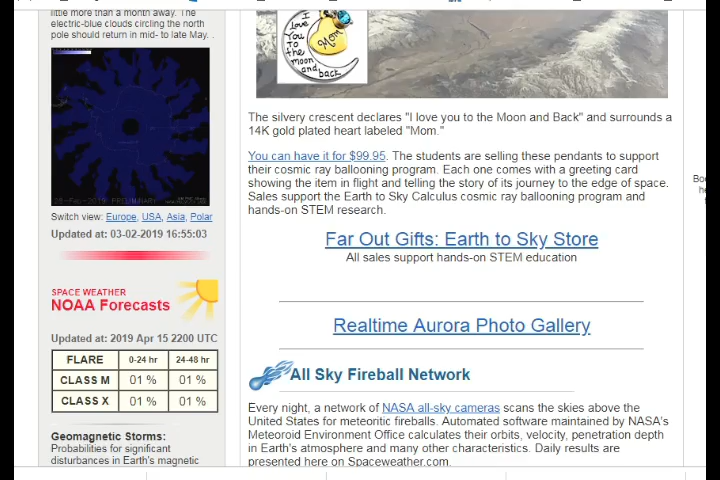 little more than a month away. The
electric-blue clouds circling the north
pole should return in mid- to late May. .
Switch view: Europe, USA, Asia, Polar
Updated at: 03-02-2019 16:55:03
SPACE WEATHER
NOAA Forecasts
Updated at: 2019 Apr 15 2200 UTC
FLARE 0-24 hr 24-48 hr
CLASS M 01 % 01 %
CLASS X 01 % 01 %
Geomagnetic Storms:
Probabilities for significant
disturbances in Earth's magnetic
I love
You
to
the
moon
and
back
Mom
The silvery crescent declares "I love you to the Moon and Back" and surrounds a
14K gold plated heart labeled "Mom."
You can have it for $99.95. The students are selling these pendants to support
their cosmic ray ballooning program. Each one comes with a greeting card
showing the item in flight and telling the story of its journey to the edge of space.
Sales support the Earth to Sky Calculus cosmic ray ballooning program and
hands-on STEM research.
Far Out Gifts: Earth to Sky Store
All sales support hands-on STEM education
Realtime Aurora Photo Gallery
All Sky Fireball Network
Every night, a network of NASA all-sky cameras scans the skies above the
United States for meteoritic fireballs. Automated software maintained by NASA's
Meteoroid Environment Office calculates their orbits, velocity, penetration depth
in Earth's atmosphere and many other characteristics. Daily results are
presented here on Spaceweather.com.